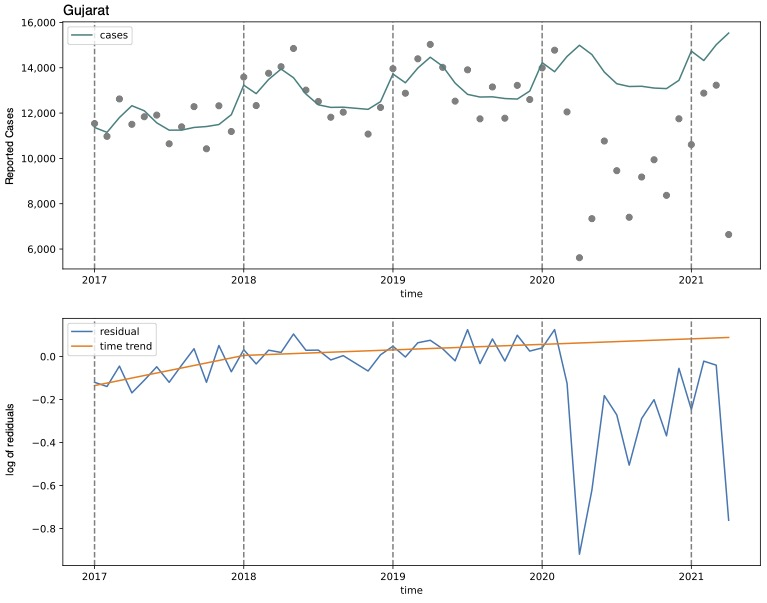 Gujarat
16,000
14,000
12,000
10,000
8,000
6,000
Reported Cases
cases
2017 2018 2019 2020 2021
time
0.0
−0.2
−0.4
−0.6
−0.8
log of rediduals
residual
time trend
2017 2018 2019 2020 2021
time